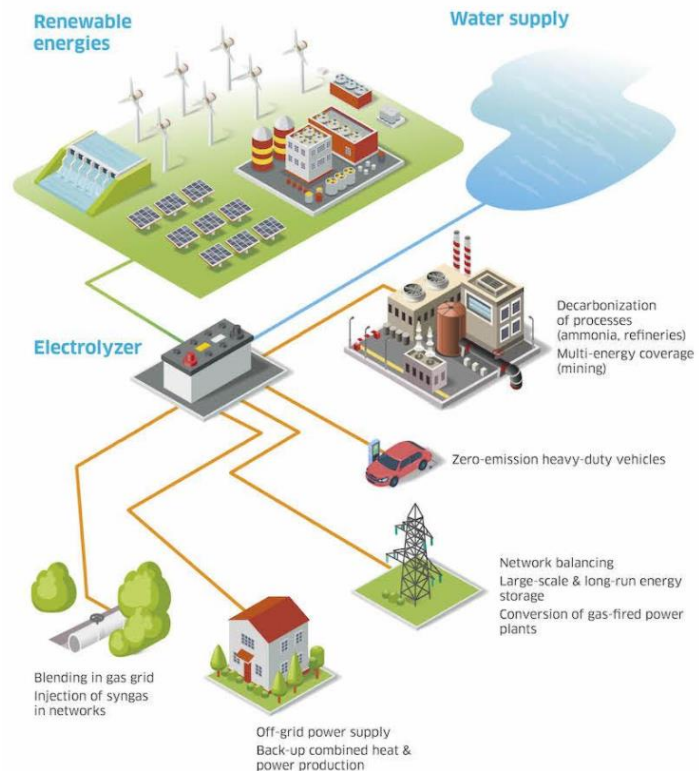 Renewable
energies
Water supply
Electrolyzer
Decarbonization
of processes
(ammonia, refineries)
Multi-energy coverage
(mining)
Zero-emission heavy-duty vehicles
Network balancing
Large-scale & long-run energy
storage
Conversion of gas-fired power
plants
Blending in gas grid
Injection of syngas
in networks
Off-grid power supply
Back-up combined heat &
power production